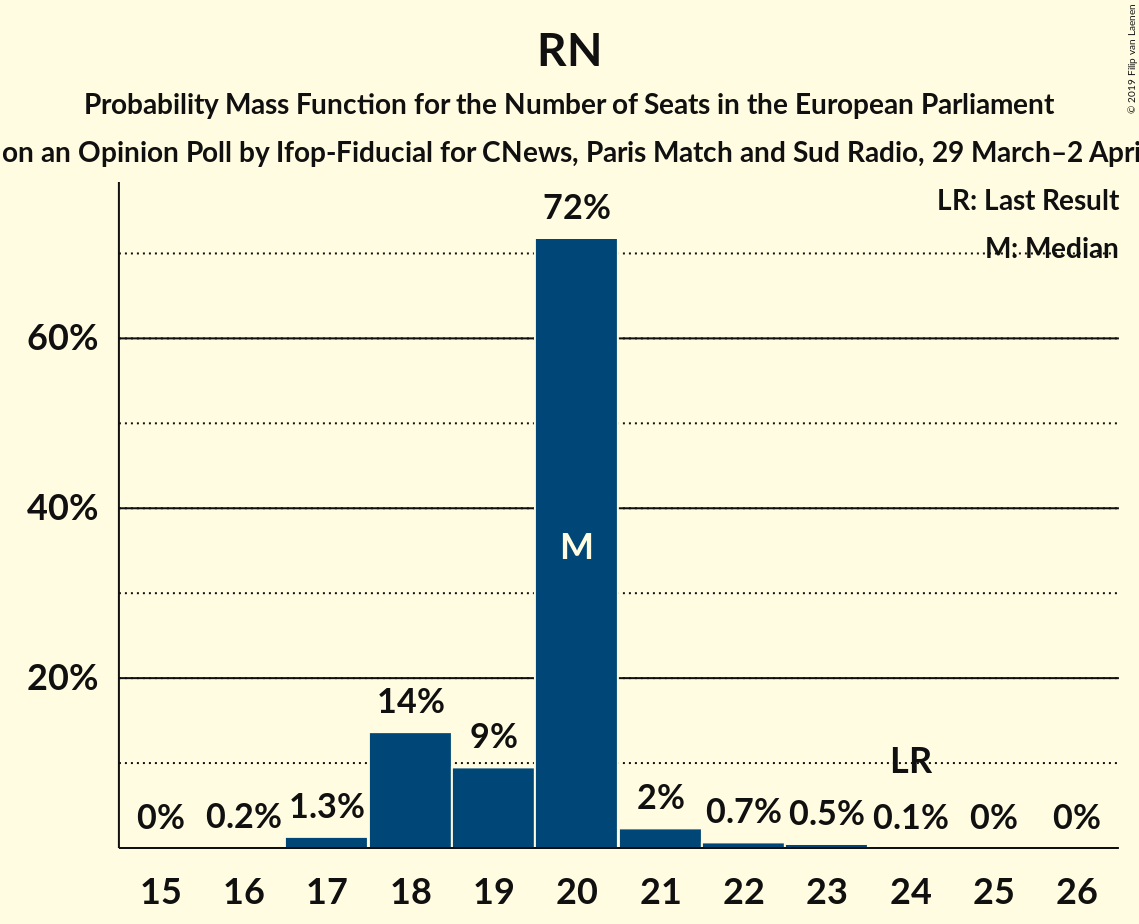 RN
Probability Mass Function for the Number of Seats in the European Parliament
on an Opinion Poll by Ifop-Fiducial for CNews, Paris Match and Sud Radio, 29 March–2 Apri
© 2019 Filip van Laenen
LR: Last Result
M: Median
72%
60%
40%
M
20%
14%
9%
LR
0% 0.2% 1.3% 2% 0.7% 0.5% 0.1% 0% 0%
15 16 17 18 19 20 21 22 23 24 25 26